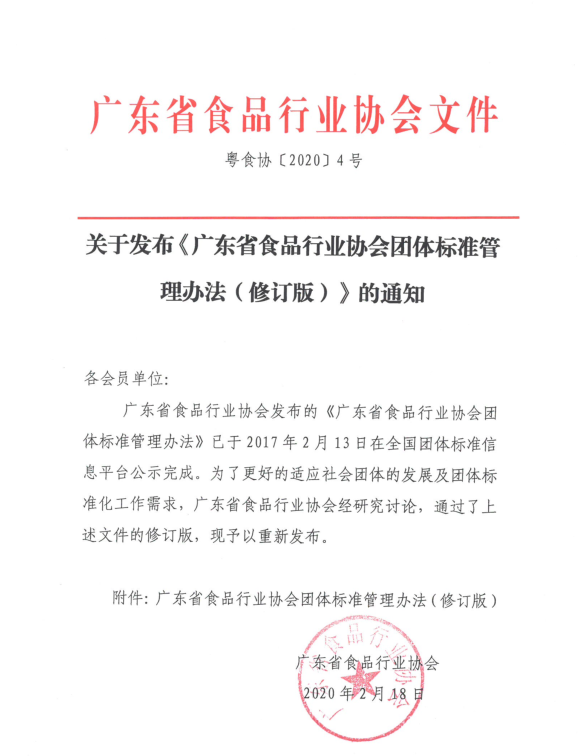 广东省食品行业协会文件
粤食协〔2020〕4号
关于发布《广东省食品行业协会团体标准管
理办法（修订版）》的通知
各会员单位：
广东省食品行业协会发布的《广东省食品行业协会团
体标准管理办法》已于2017年2月13日在全国团体标准信
息平台公示完成。为了更好的适应社会团体的发展及团体标
准化工作需求，广东省食品行业协会经研究讨论，通过了上
述文件的修订版，现予以重新发布。
附件：广东省食品行业协会团体标准管理办法（修订版）
广东省食品行业协会
2020年2月18日
广东省食品行业协会